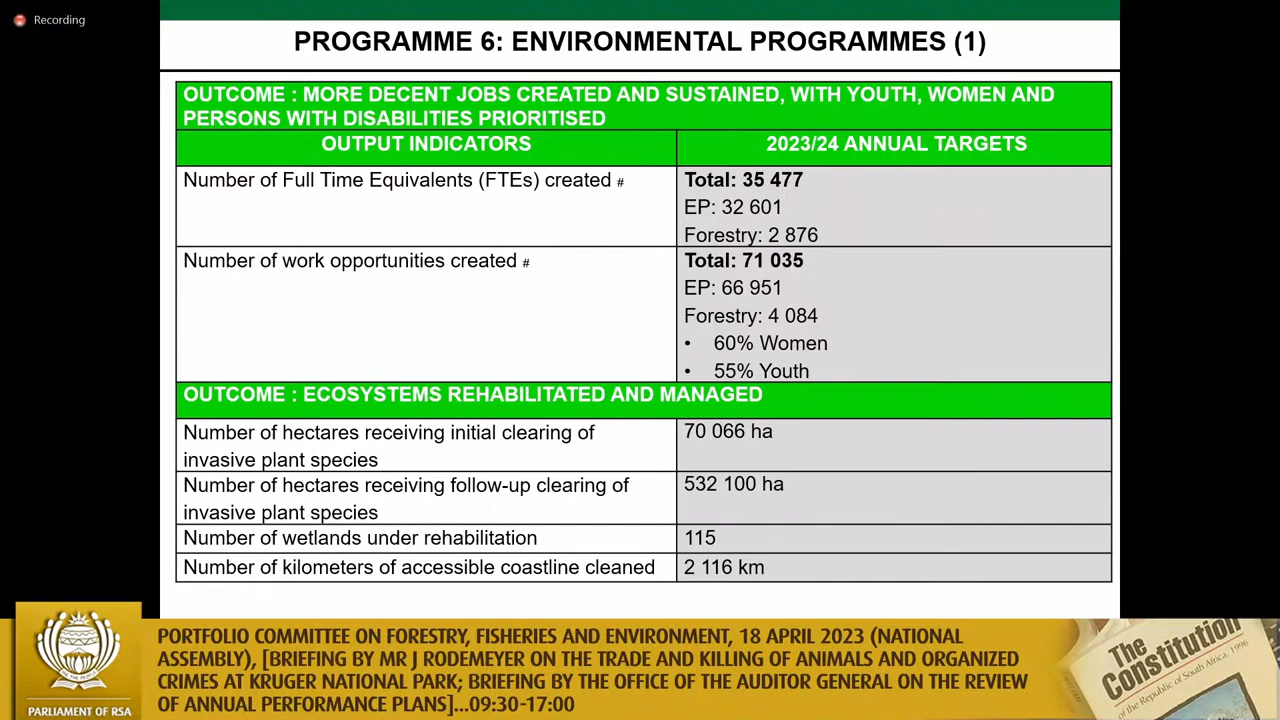 Recording
PROGRAMME 6: ENVIRONMENTAL PROGRAMMES (1)
OUTCOME : MORE DECENT JOBS CREATED AND SUSTAINED, WITH YOUTH, WOMEN AND
PERSONS WITH DISABILITIES PRIORITISED
OUTPUT INDICATORS
2023/24 ANNUAL TARGETS
Number of Full Time Equivalents (FTEs) created #
Total: 35 477
EP: 32 601
Forestry: 2 876
Number of work opportunities created #
Total: 71 035
EP: 66 951
Forestry: 4 084
• 60% Women
• 55% Youth
OUTCOME : ECOSYSTEMS REHABILITATED AND MANAGED
Number of hectares receiving initial clearing of
invasive plant species
70 066 ha
Number of hectares receiving follow-up clearing of
invasive plant species
532 100 ha
Number of wetlands under rehabilitation
115
Number of kilometers of accessible coastline cleaned
2 116 km
PORTFOLIO COMMITTEE ON FORESTRY, FISHERIES AND ENVIRONMENT, 18 APRIL 2023 (NATIONAL
ASSEMBLY), [BRIEFING BY MR J RODEMEYER ON THE TRADE AND KILLING OF ANIMALS AND ORGANIZED
CRIMES AT KRUGER NATIONAL PARK; BRIEFING BY THE OFFICE OF THE AUDITOR GENERAL ON THE REVIEW
OF ANNUAL PERFORMANCE PLANS]...09:30-17:00
PARLIAMENT OF RSA
The
Constitution
of the Republic of South Africa, 1996